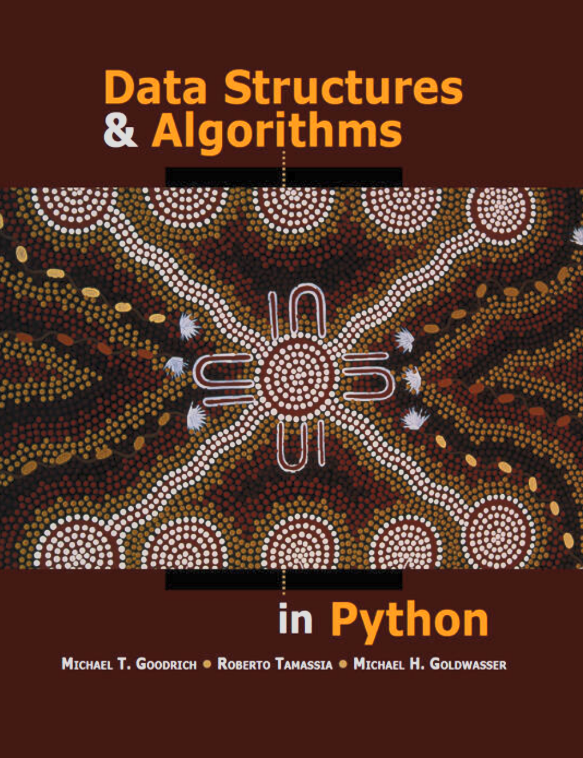 Data Structures
& Algorithms
in Python
MICHAEL T. GOODRICH • ROBERTO TAMASSIA • MICHAEL H. GOLDWASSER